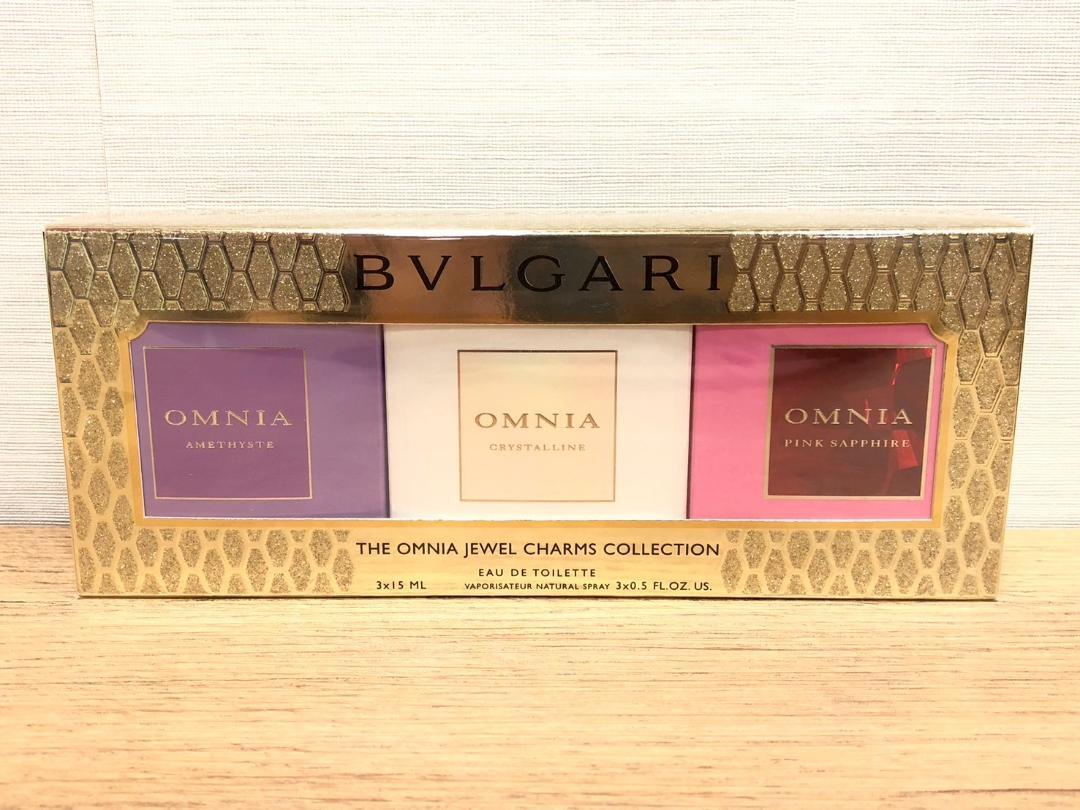 BVLGARI
OMNIA
AMETHYSTE
OMNIA
CRYSTALLINE
OMNIA
PINK SAPPHIRE
THE OMNIA JEWEL CHARMS COLLECTION
EAU DE TOILETTE
3x15 ML VAPORISATEUR NATURAL SPRAY 3x0.5 FL.OZ. US.